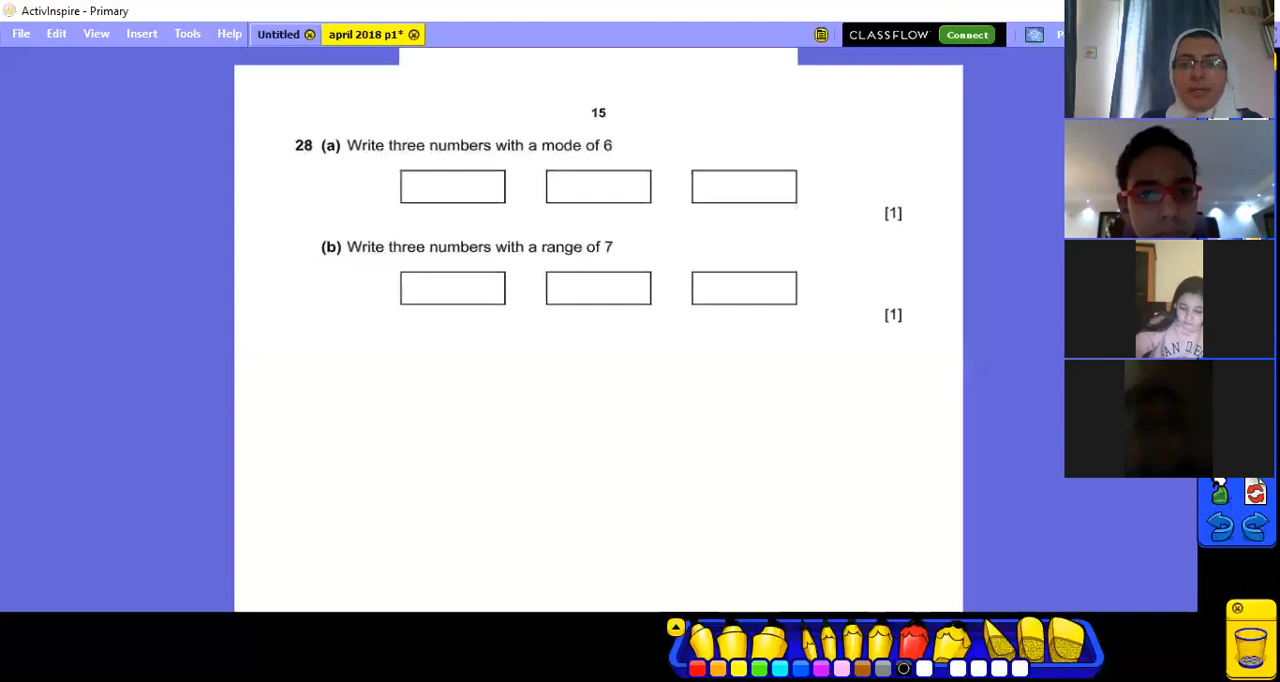 ActivInspire - Primary
File Edit View Insert Tools Help Untitled april 2018 p1* CLASSFLOW Connect
15
28 (a) Write three numbers with a mode of 6
[1]
(b) Write three numbers with a range of 7
[1]